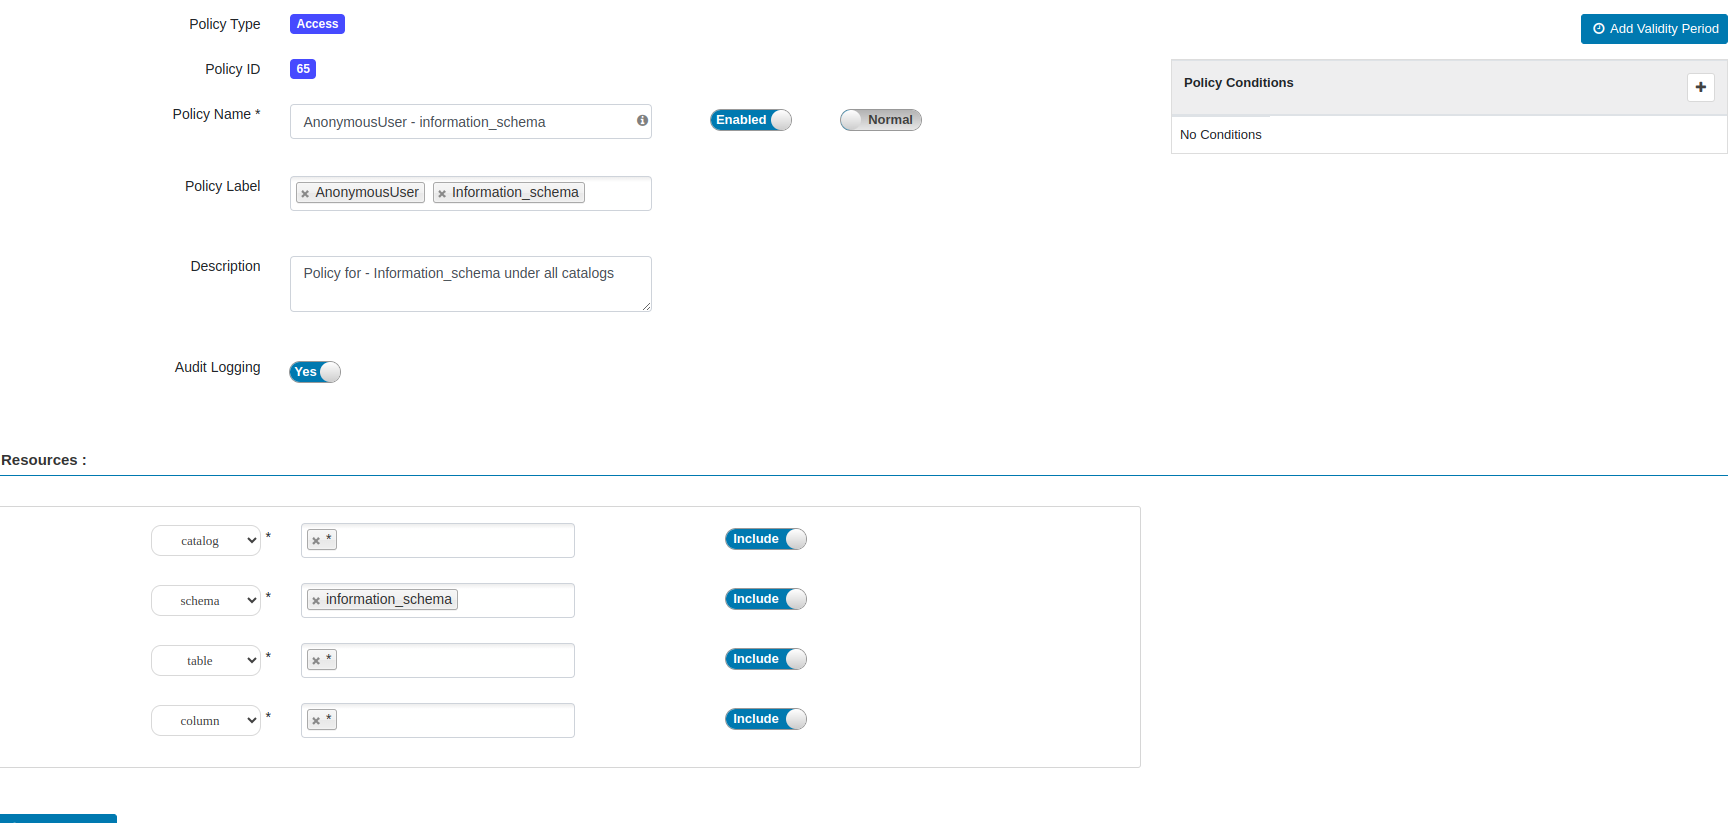 Policy Type Access
Add Validity Period
Policy ID 65
Policy Conditions
Policy Name * AnonymousUser - information_schema Enabled Normal
No Conditions
Policy Label × AnonymousUser × Information_schema
Description Policy for - Information_schema under all catalogs
Audit Logging Yes
Resources :
catalog * × * Include
schema * × information_schema Include
table * × * Include
column * × * Include